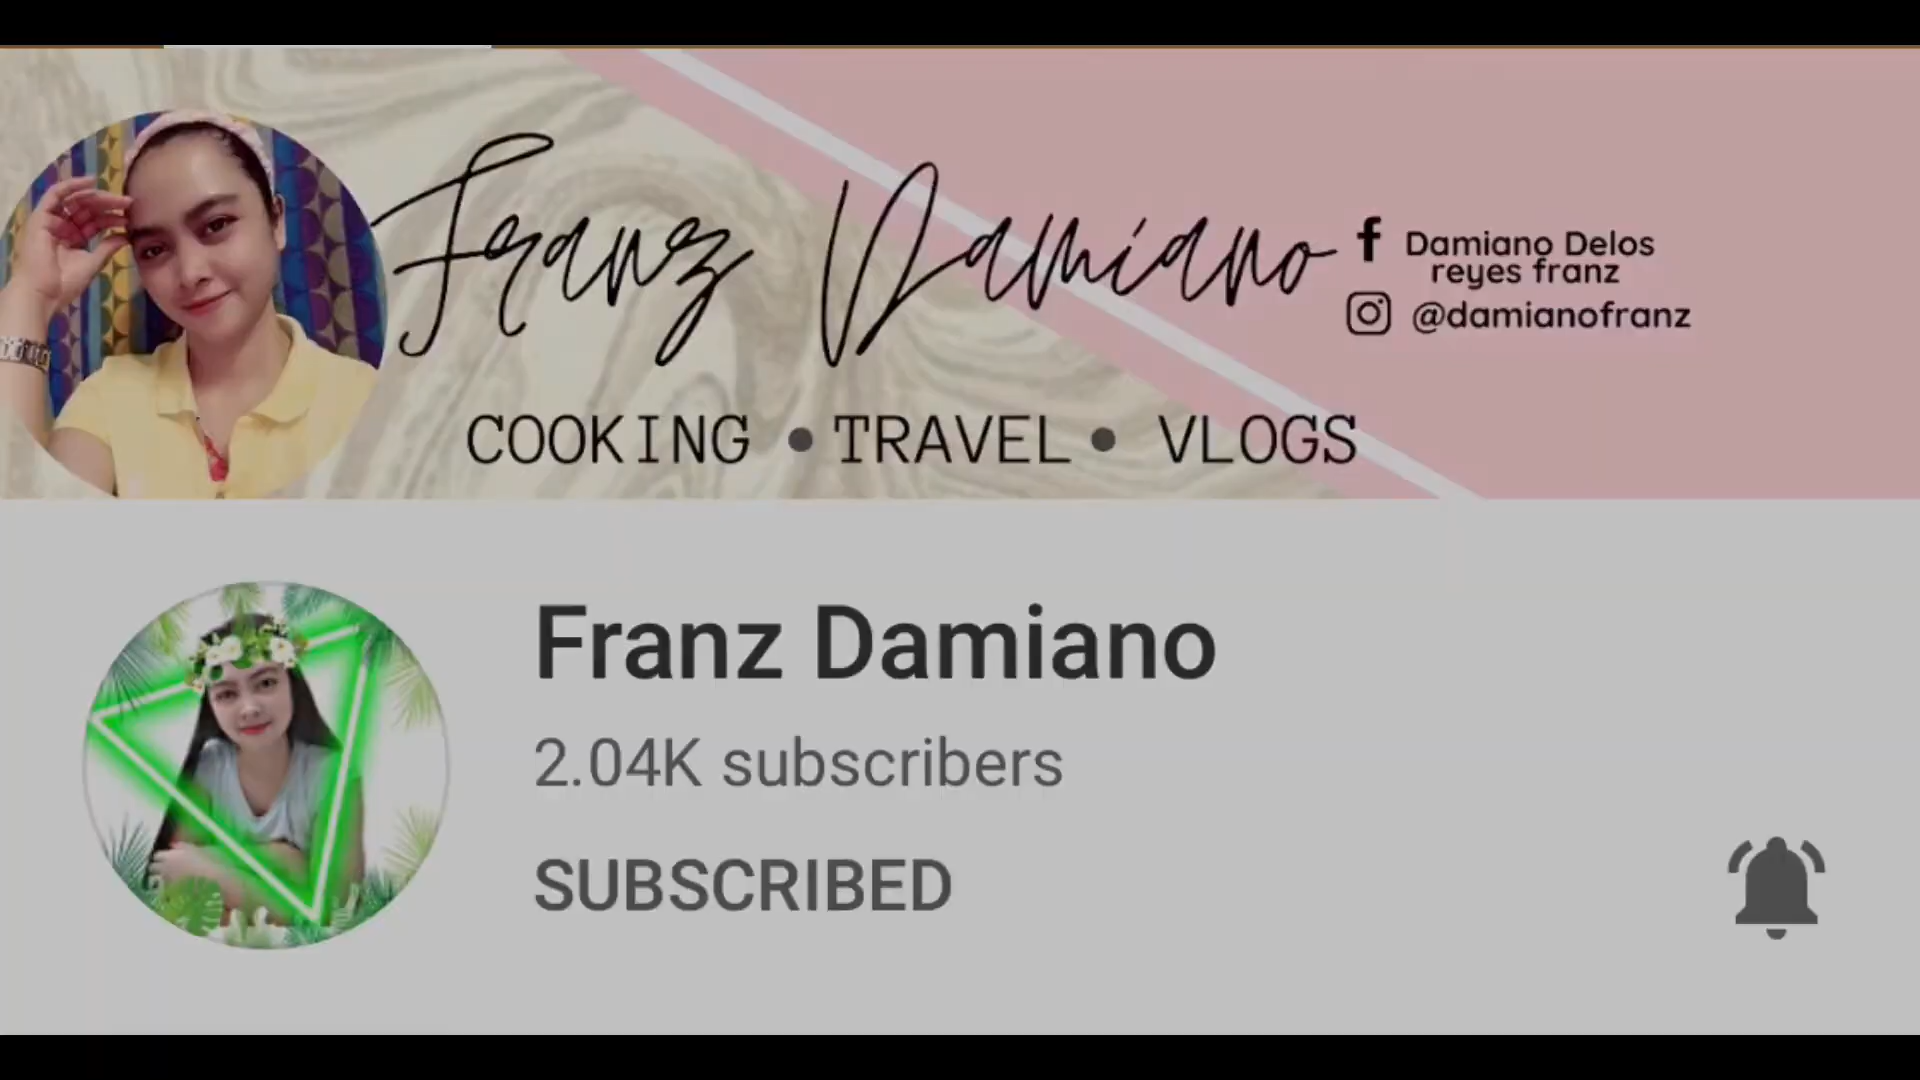 Franz Damiano
Damiano Delos
reyes franz
@damianofranz
COOKING • TRAVEL • VLOGS
Franz Damiano
2.04K subscribers
SUBSCRIBED